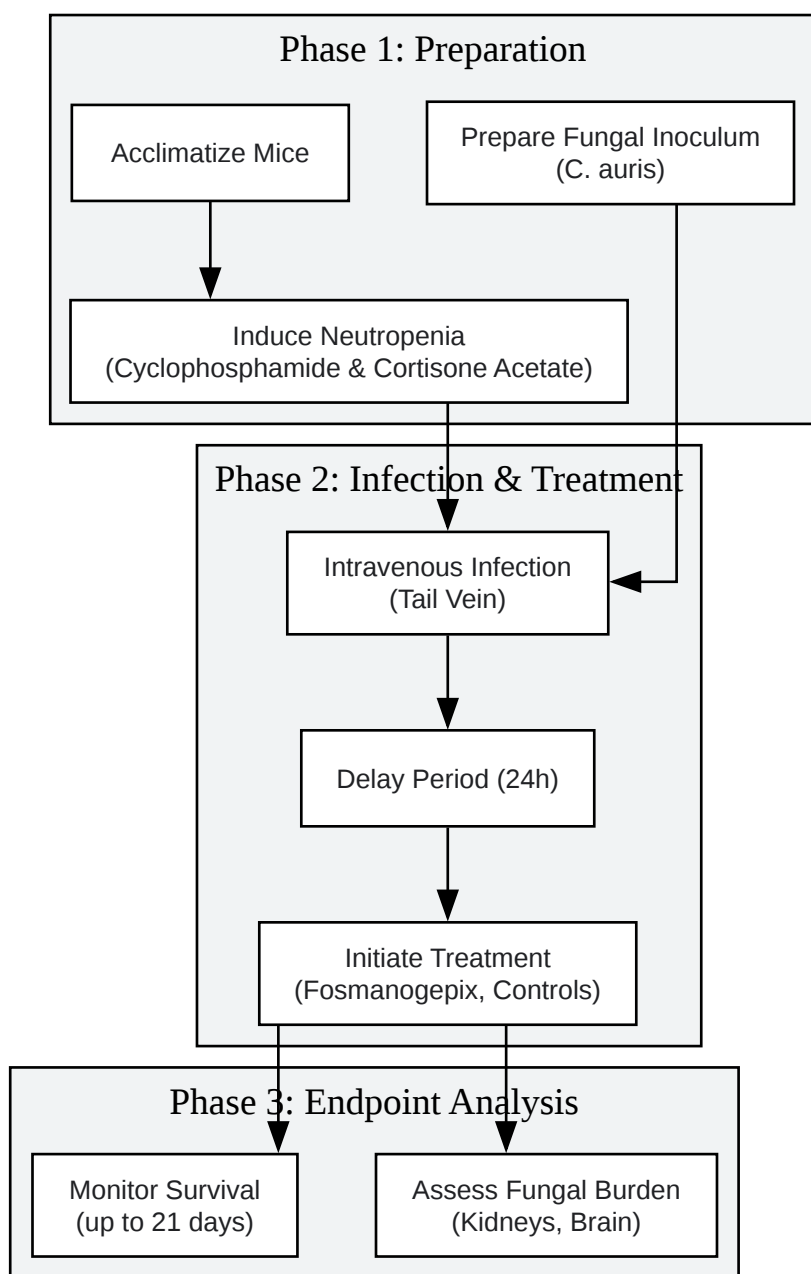 Phase 1: Preparation
Acclimatize Mice
Prepare Fungal Inoculum
(C. auris)
Induce Neutropenia
(Cyclophosphamide & Cortisone Acetate)
Phase 2: Infection & Treatment
Intravenous Infection
(Tail Vein)
Delay Period (24h)
Initiate Treatment
(Fosmanogepix, Controls)
Phase 3: Endpoint Analysis
Monitor Survival
(up to 21 days)
Assess Fungal Burden
(Kidneys, Brain)